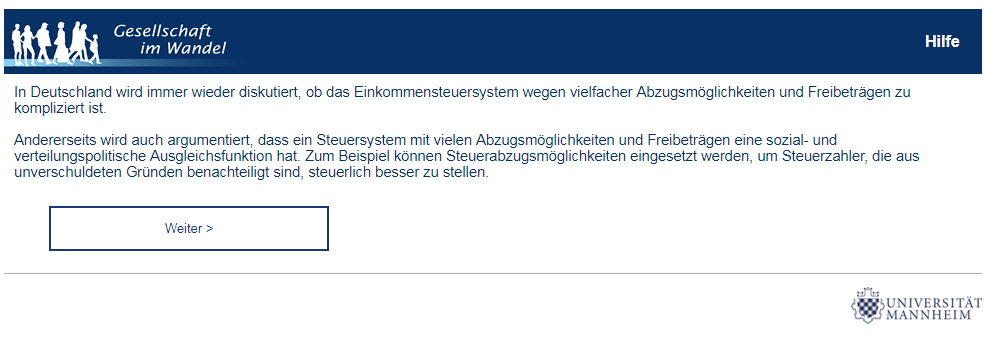 Gesellschaft
im Wandel
Hilfe
In Deutschland wird immer wieder diskutiert, ob das Einkommensteuersystem wegen vielfacher Abzugsmöglichkeiten und Freibeträgen zu
kompliziert ist.
Andererseits wird auch argumentiert, dass ein Steuersystem mit vielen Abzugsmöglichkeiten und Freibeträgen eine sozial- und
verteilungspolitische Ausgleichsfunktion hat. Zum Beispiel können Steuerabzugsmöglichkeiten eingesetzt werden, um Steuerzahler, die aus
unverschuldeten Gründen benachteiligt sind, steuerlich besser zu stellen.
Weiter >
UNIVERSITÄT
MANNHEIM